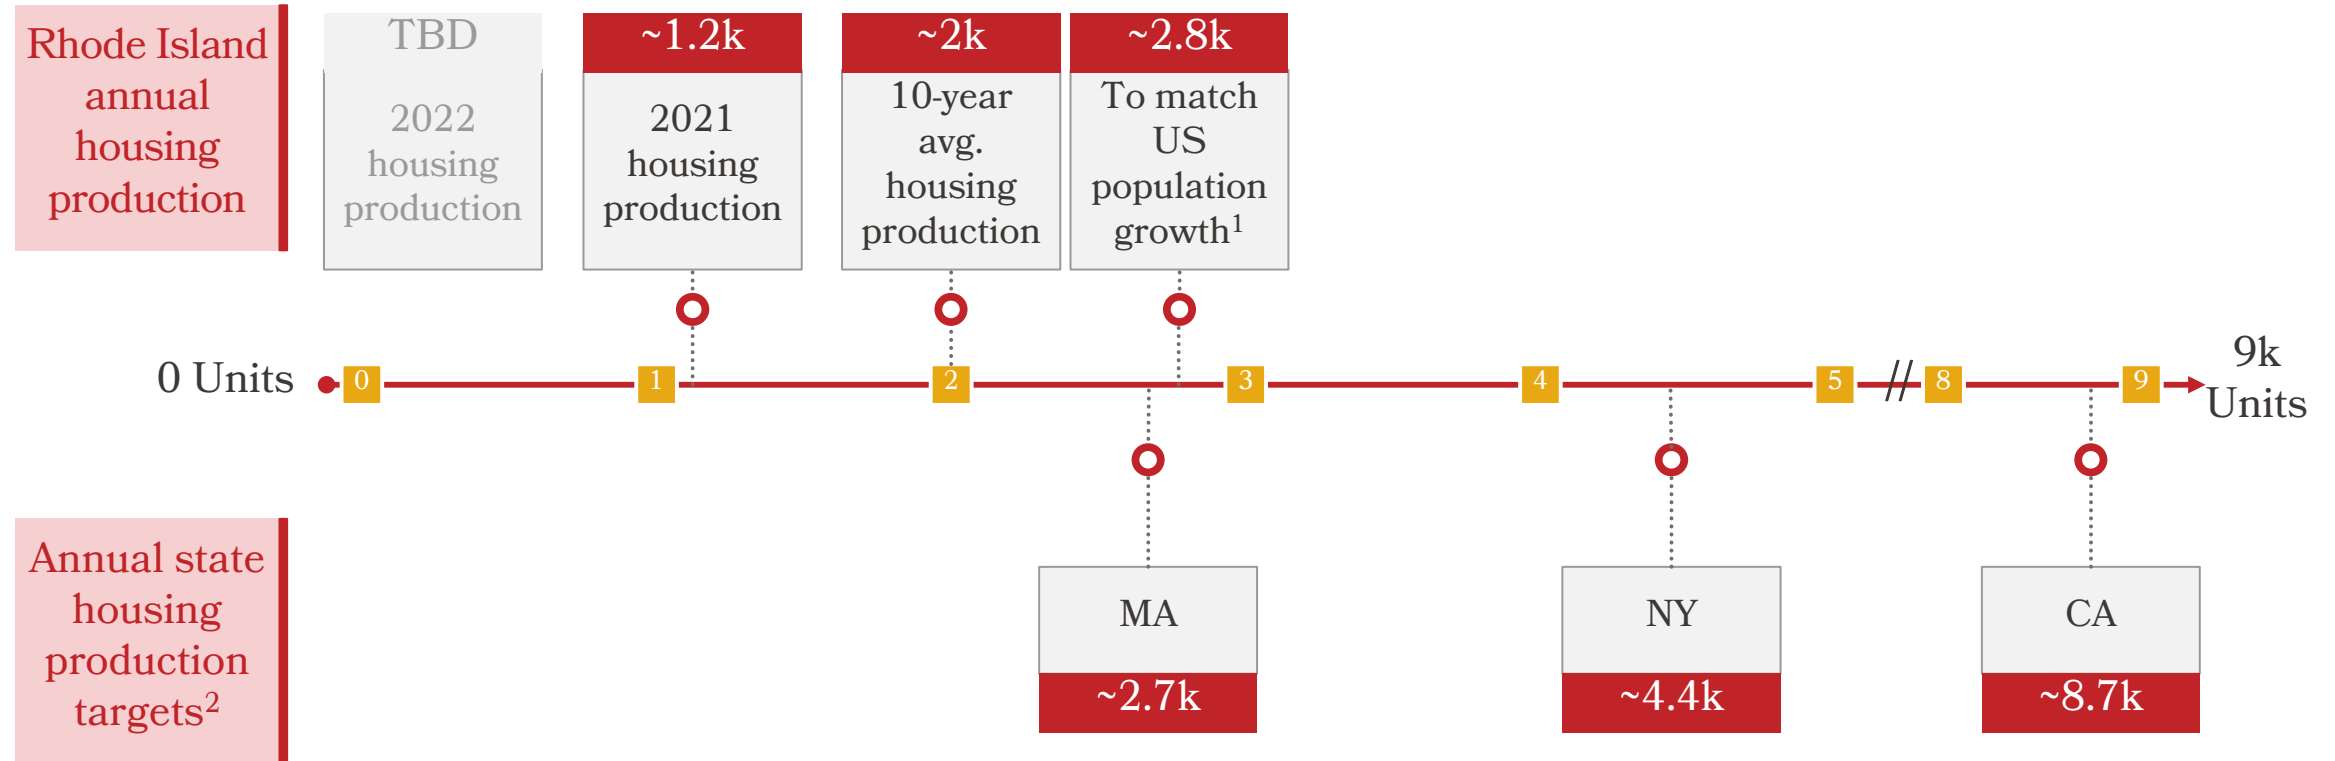 Rhode Island
annual
housing
production
TBD
2022
housing
production
~1.2k
2021
housing
production
~2k
10-year
avg.
housing
production
~2.8k
To match
US
population
growth¹
0 Units
0
1
2
3
4
5
//
8
9
9k
Units
Annual state
housing
production
targets²
MA
~2.7k
NY
~4.4k
CA
~8.7k